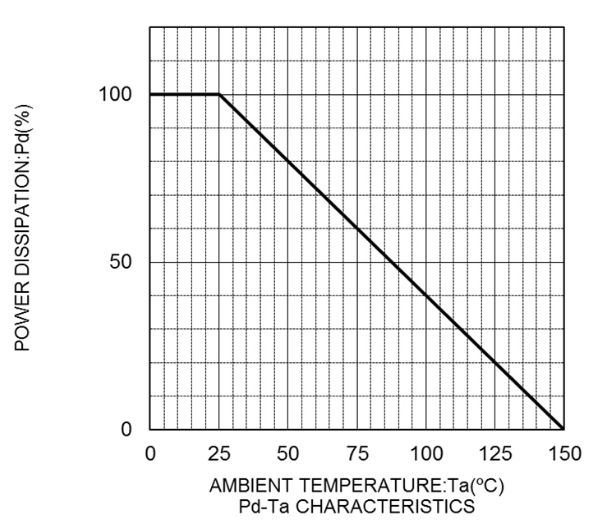 POWER DISSIPATION:Pd(%)
100
50
0
0 25 50 75 100 125 150
AMBIENT TEMPERATURE:Ta(ºC)
Pd-Ta CHARACTERISTICS